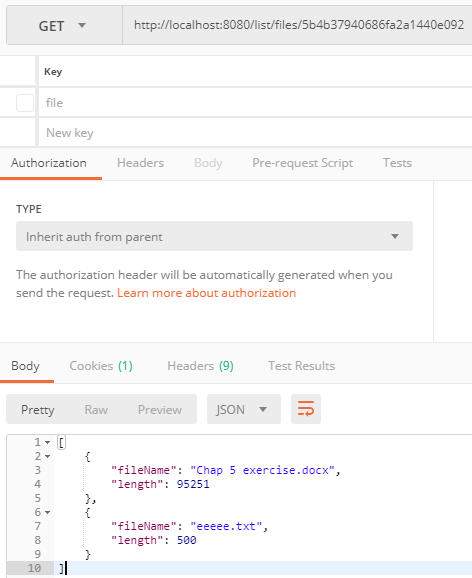 GET http://localhost:8080/list/files/5b4b37940686fa2a1440e092
Key
file
New key
Authorization Headers Body Pre-request Script Tests
TYPE
Inherit auth from parent
The authorization header will be automatically generated when you
send the request. Learn more about authorization
Body Cookies (1) Headers (9) Test Results
Pretty Raw Preview JSON
1 [
2 {
3 "fileName": "Chap 5 exercise.docx",
4 "length": 95251
5 },
6 {
7 "fileName": "eeeee.txt",
8 "length": 500
9 }
10 ]